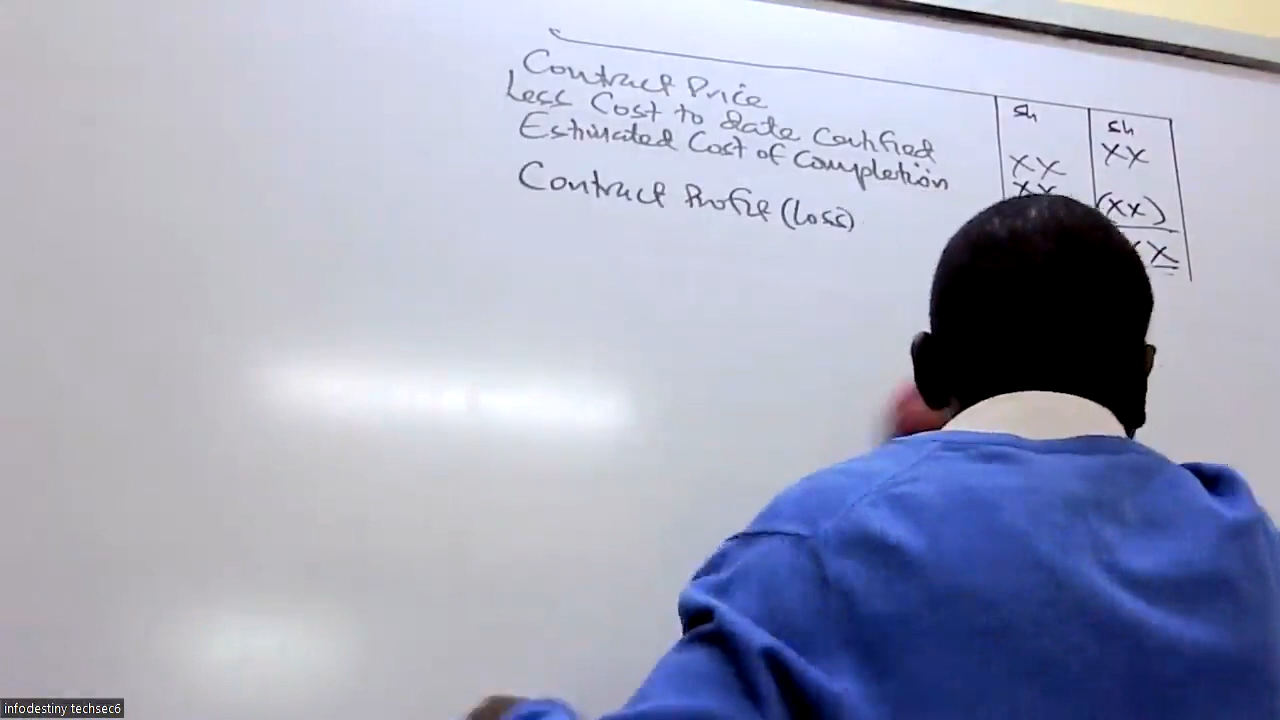 sh
sh
Contract Price XX
Less Cost to date Certified XX
Estimated Cost of Completion XX (XX)
Contract Profit (Loss) X
infodestiny techsec6